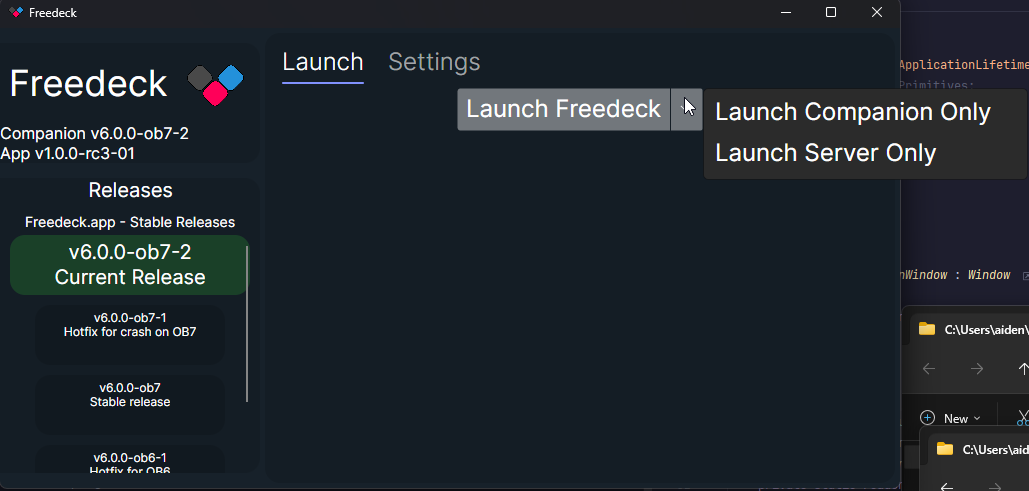 Freedeck
Freedeck
Companion v6.0.0-ob7-2
App v1.0.0-rc3-01
Releases
Freedeck.app - Stable Releases
v6.0.0-ob7-2
Current Release
v6.0.0-ob7-1
Hotfix for crash on OB7
v6.0.0-ob7
Stable release
v6.0.0-ob6-1
Hotfix for OB6
Launch Settings
Launch Freedeck
Launch Companion Only
Launch Server Only
ApplicationLifetime
Primitives:
nWindow : Window
C:\Users\aiden\
New
C:\Users\aid